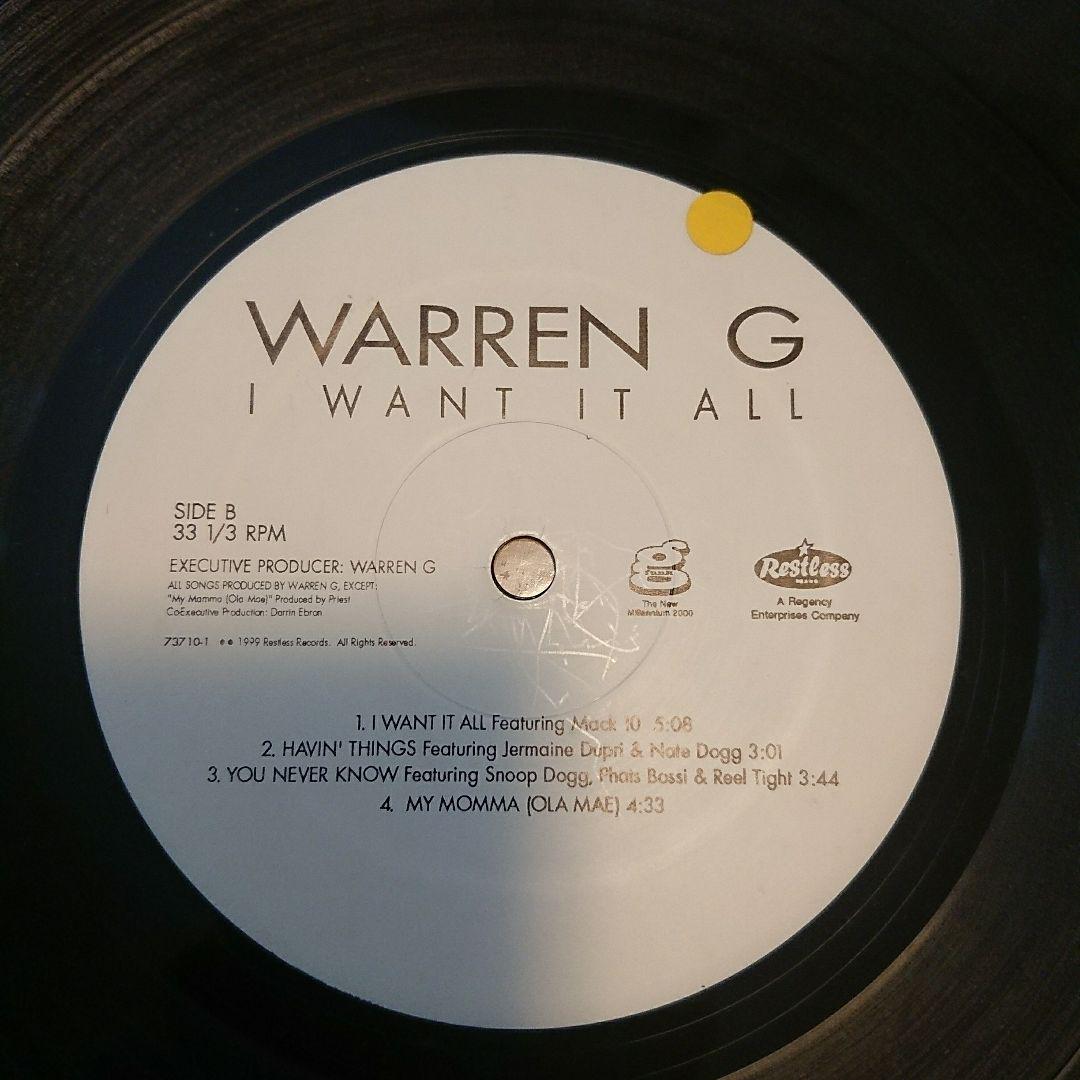 WARREN G
I WANT IT ALL
SIDE B
33 1/3 RPM
EXECUTIVE PRODUCER: WARREN G
ALL SONGS PRODUCED BY WARREN G, EXCEPT:
"My Mamma (Ola Mae)" Produced by Priest
Co-Executive Production: Darrin Ebron
73710-1 ℗ © 1999 Restless Records. All Rights Reserved.
The New
Millennium 2000
Restless
A Regency
Enterprises Company
1. I WANT IT ALL Featuring Mack 10 5:08
2. HAVIN' THINGS Featuring Jermaine Dupri & Nate Dogg 3:01
3. YOU NEVER KNOW Featuring Snoop Dogg, Phats Bossi & Reel Tight 3:44
4. MY MOMMA (OLA MAE) 4:33